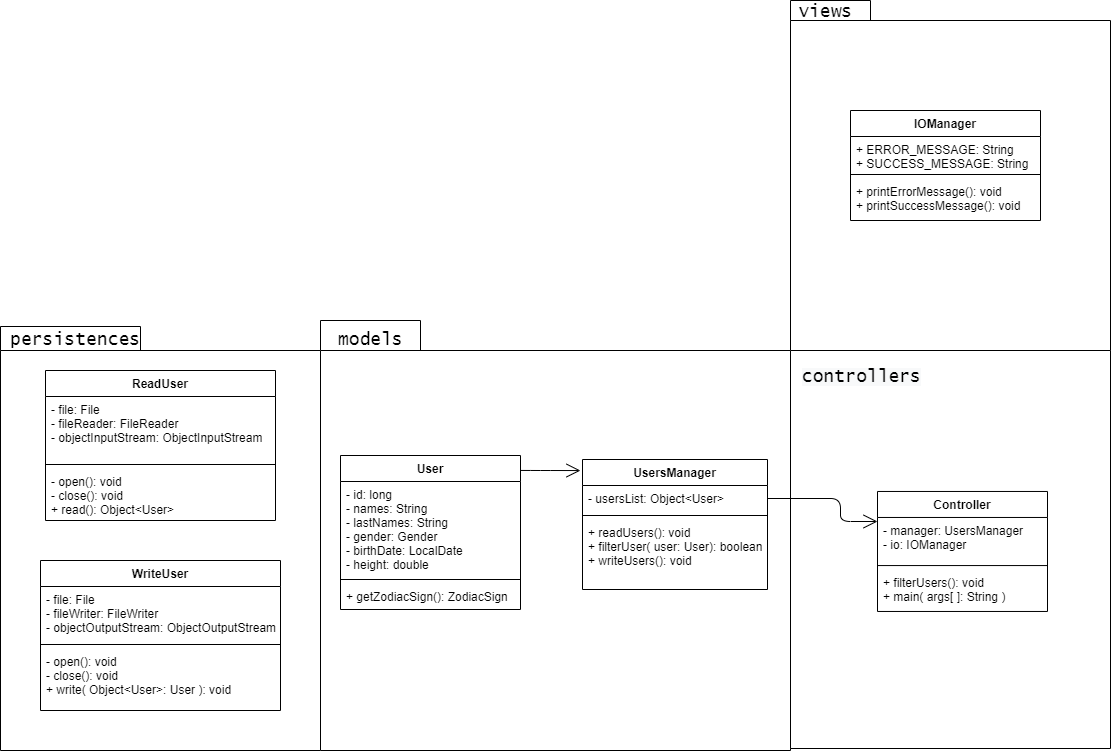 views
IOManager
+ ERROR_MESSAGE: String
+ SUCCESS_MESSAGE: String
+ printErrorMessage(): void
+ printSuccessMessage(): void
persistences
ReadUser
- file: File
- fileReader: FileReader
- objectInputStream: ObjectInputStream
- open(): void
- close(): void
+ read(): Object<User>
WriteUser
- file: File
- fileWriter: FileWriter
- objectOutputStream: ObjectOutputStream
- open(): void
- close(): void
+ write( Object<User>: User ): void
models
User
- id: long
- names: String
- lastNames: String
- gender: Gender
- birthDate: LocalDate
- height: double
+ getZodiacSign(): ZodiacSign
UsersManager
- usersList: Object<User>
+ readUsers(): void
+ filterUser( user: User): boolean
+ writeUsers(): void
controllers
Controller
- manager: UsersManager
- io: IOManager
+ filterUsers(): void
+ main( args[ ]: String )